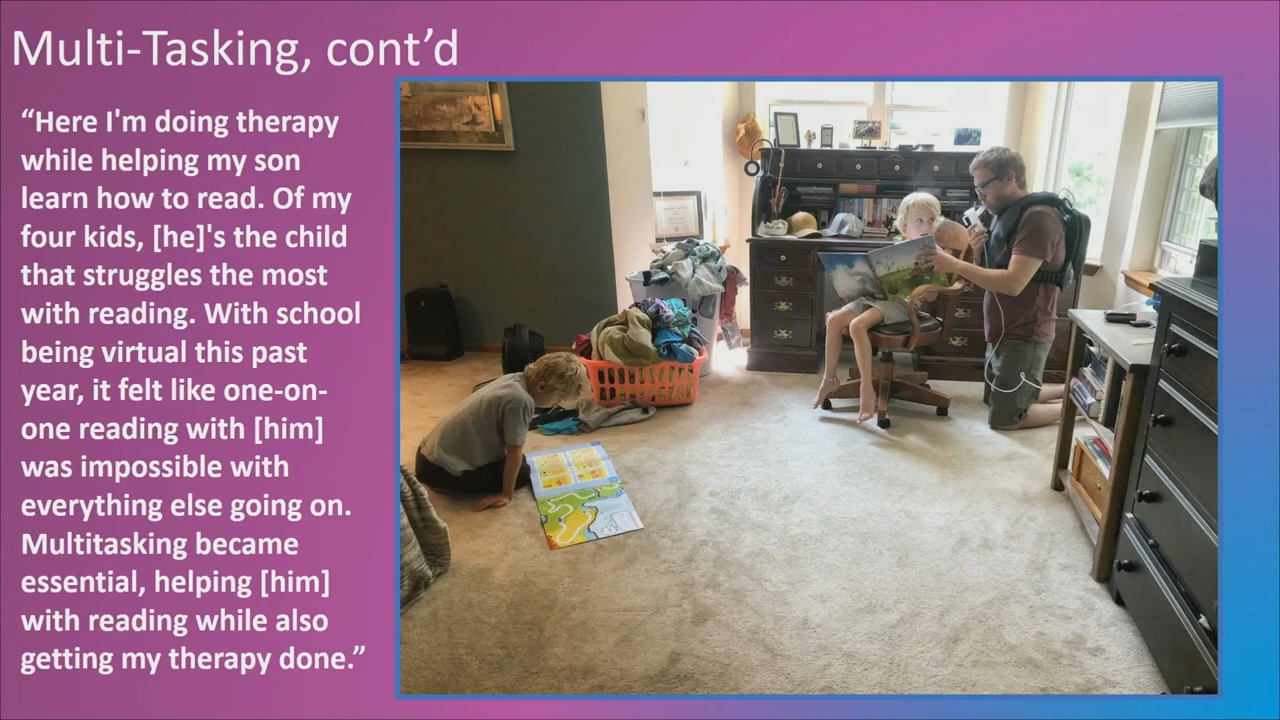 Multi-Tasking, cont’d
“Here I'm doing therapy
while helping my son
learn how to read. Of my
four kids, [he]'s the child
that struggles the most
with reading. With school
being virtual this past
year, it felt like one-on-
one reading with [him]
was impossible with
everything else going on.
Multitasking became
essential, helping [him]
with reading while also
getting my therapy done.”